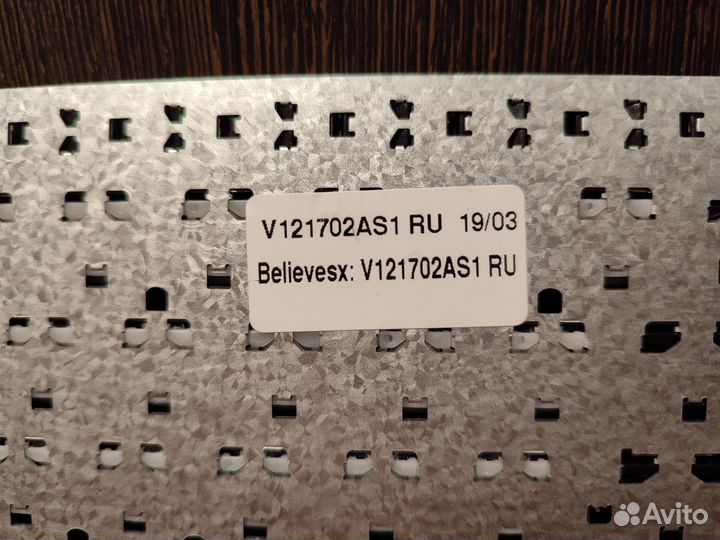 V121702AS1 RU 19/03
Believesx: V121702AS1 RU
Avito